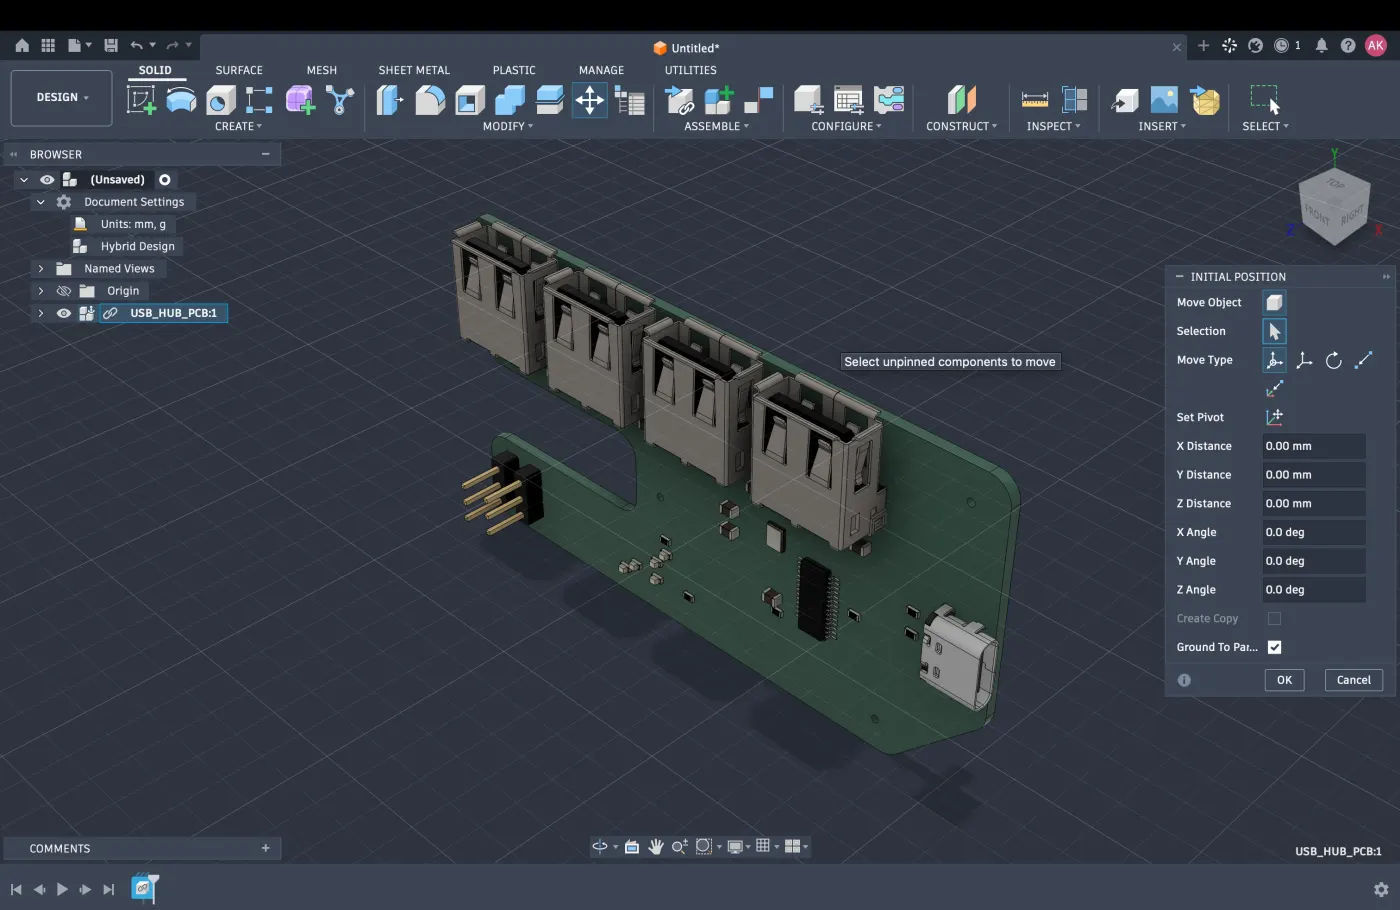 Untitled*
1
AK
DESIGN
SOLID
SURFACE
MESH
SHEET METAL
PLASTIC
MANAGE
UTILITIES
CREATE
MODIFY
ASSEMBLE
CONFIGURE
CONSTRUCT
INSPECT
INSERT
SELECT
BROWSER
(Unsaved)
Document Settings
Units: mm, g
Hybrid Design
Named Views
Origin
USB_HUB_PCB:1
Select unpinned components to move
Y
TOP
FRONT
RIGHT
Z
X
INITIAL POSITION
Move Object
Selection
Move Type
Set Pivot
X Distance 0.00 mm
Y Distance 0.00 mm
Z Distance 0.00 mm
X Angle 0.0 deg
Y Angle 0.0 deg
Z Angle 0.0 deg
Create Copy
Ground To Par...
OK
Cancel
COMMENTS
USB_HUB_PCB:1